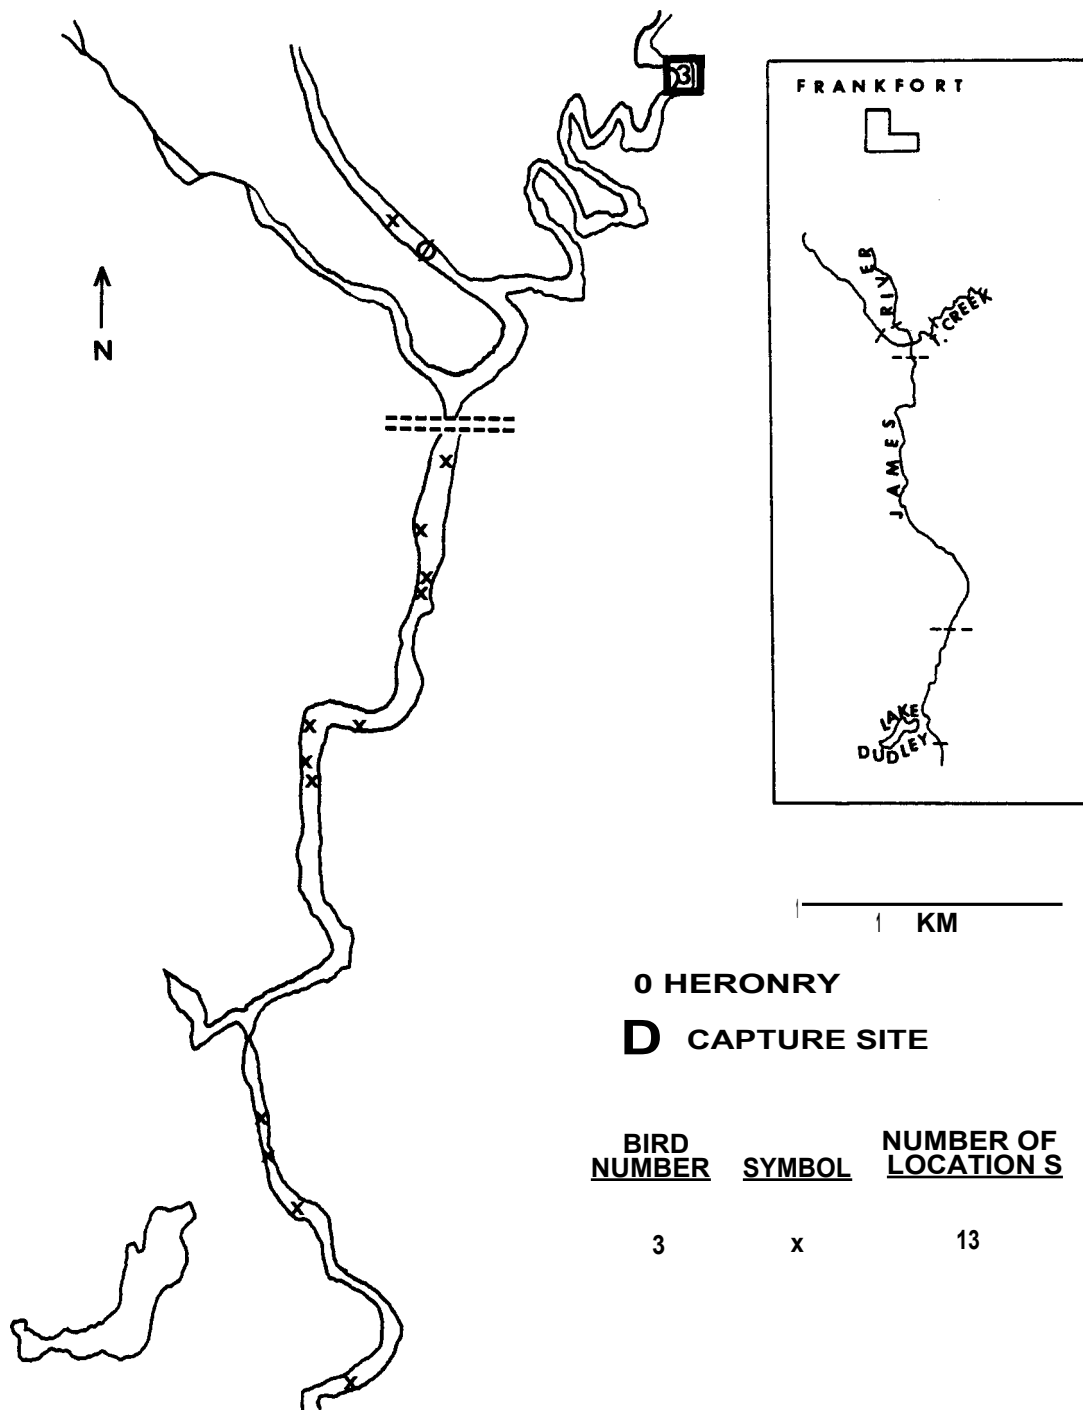 3
FRANKFORT
RIVER
T. CREEK
JAMES
LAKE
DUDLEY
N
1 KM
0 HERONRY
D CAPTURE SITE
BIRD NUMBER
SYMBOL
NUMBER OF LOCATION S
3 x 13